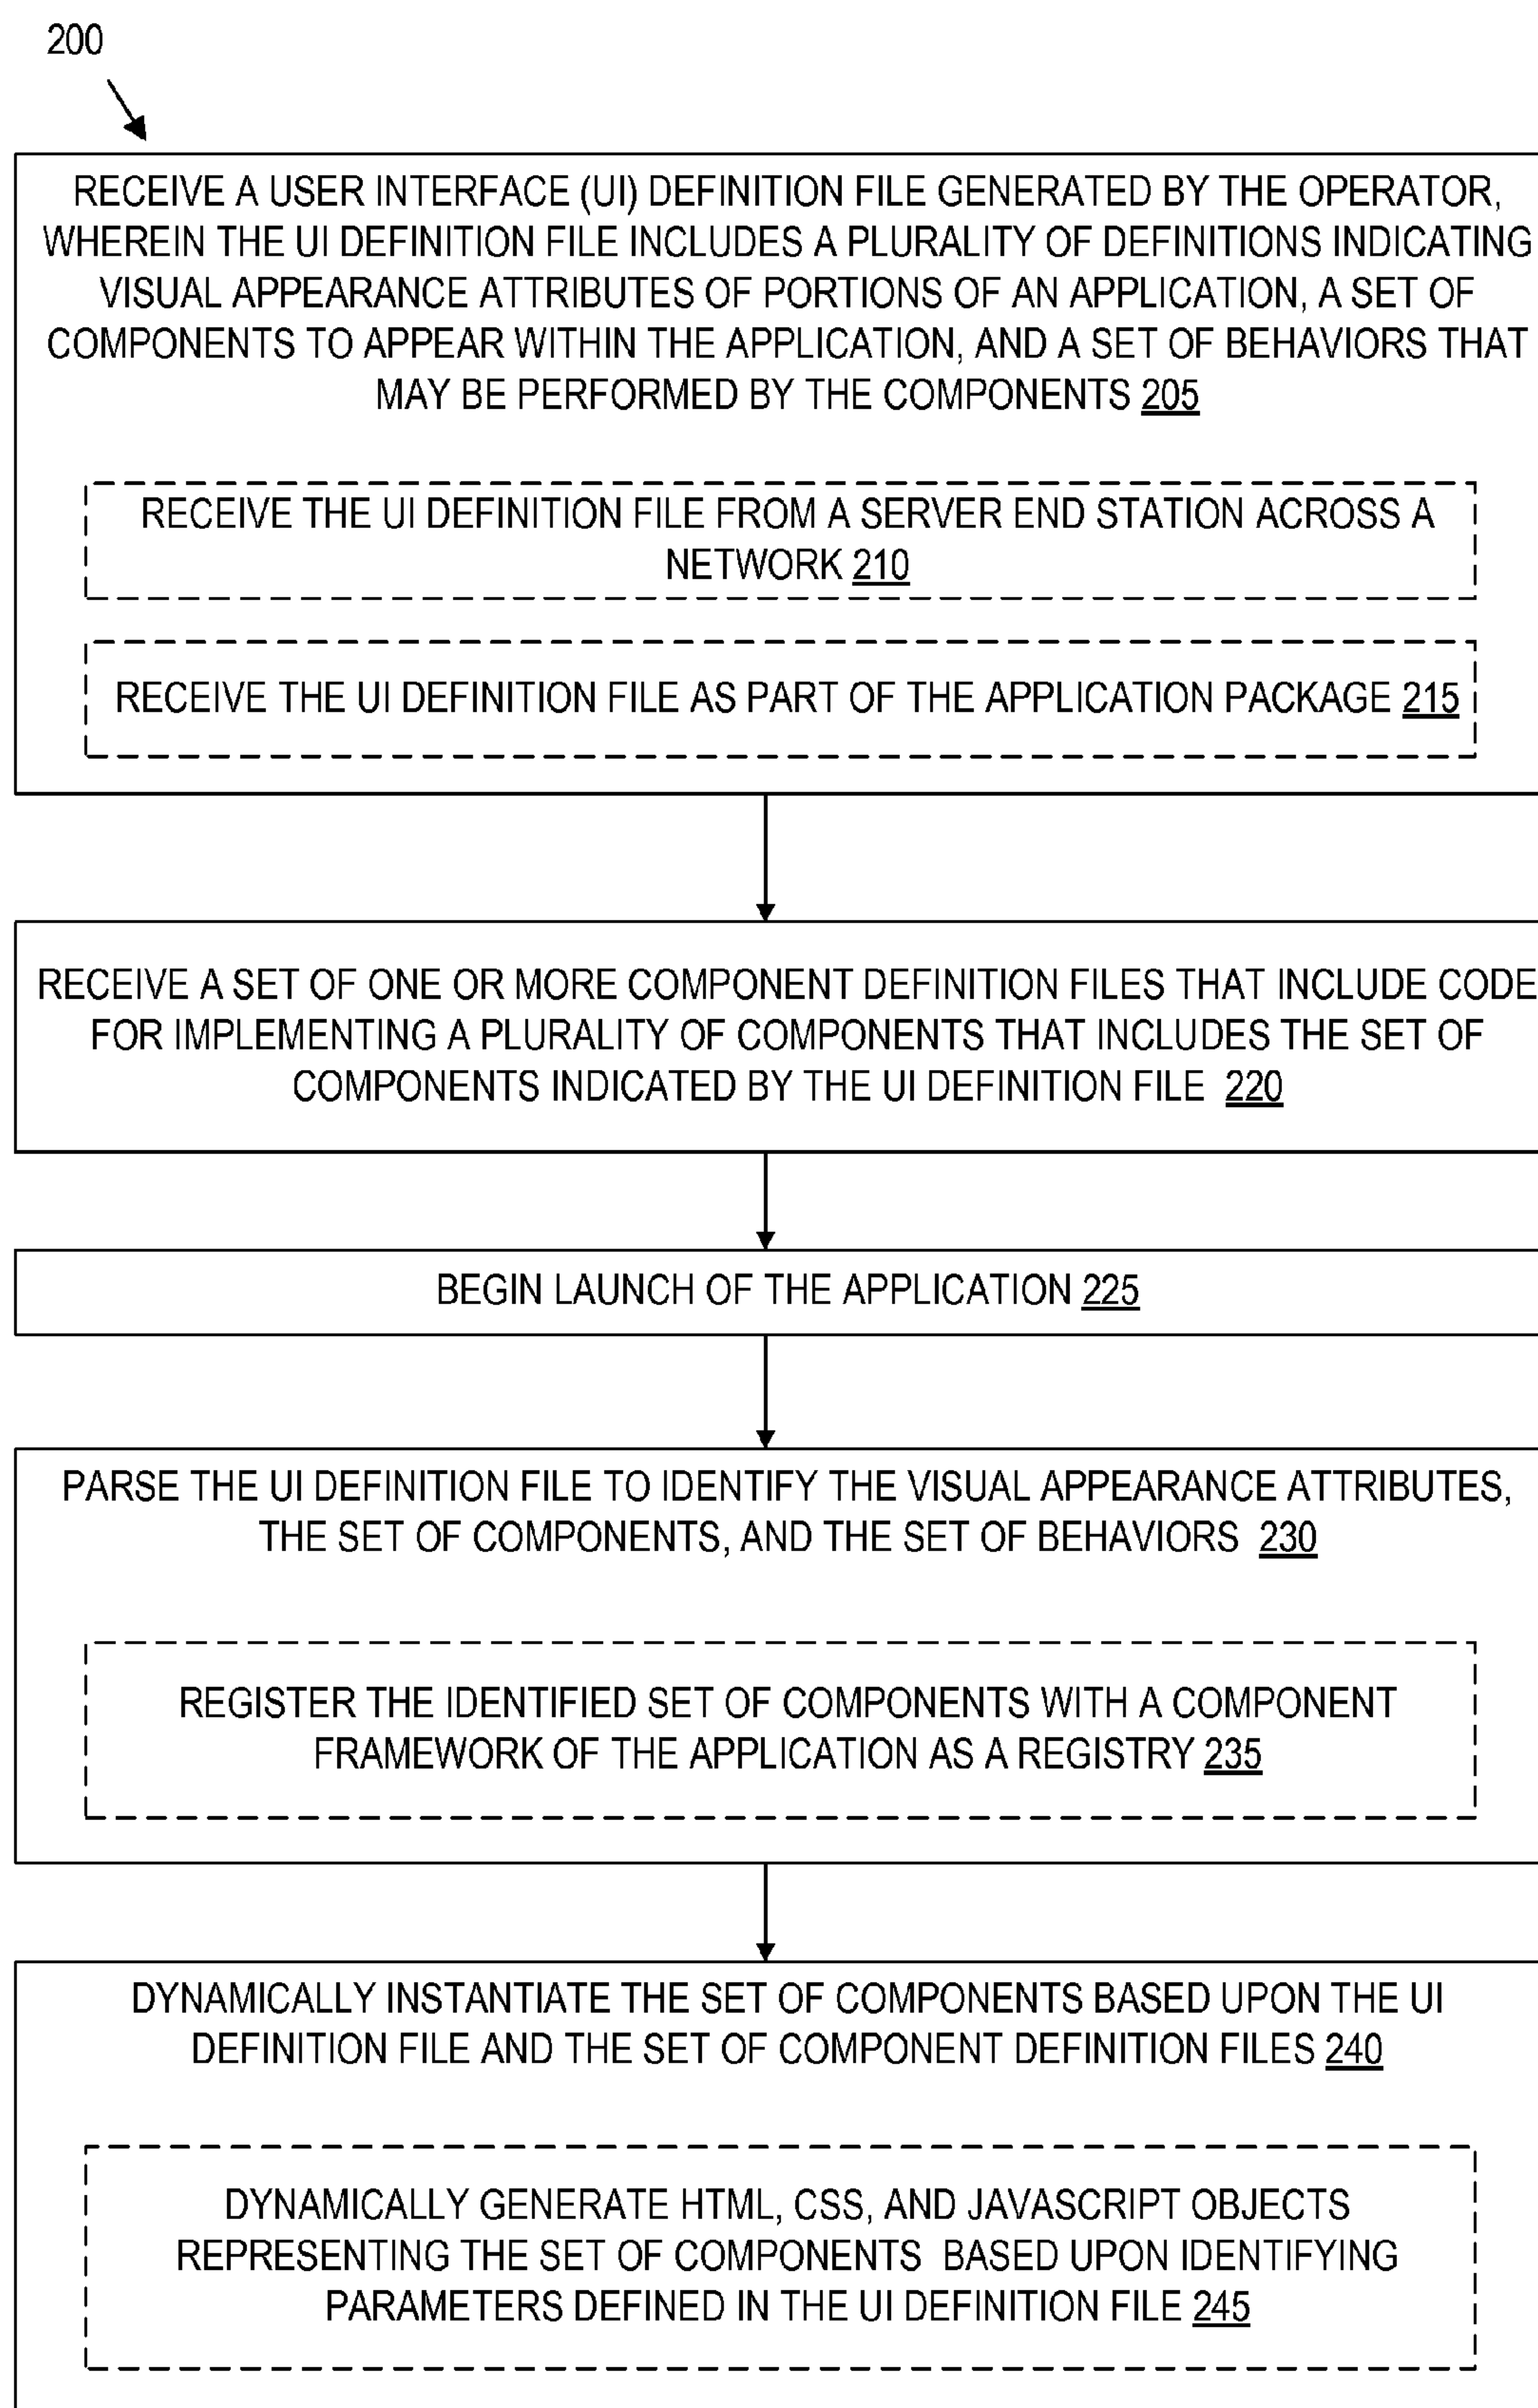 200
RECEIVE A USER INTERFACE (UI) DEFINITION FILE GENERATED BY THE OPERATOR,
WHEREIN THE UI DEFINITION FILE INCLUDES A PLURALITY OF DEFINITIONS INDICATING
VISUAL APPEARANCE ATTRIBUTES OF PORTIONS OF AN APPLICATION, A SET OF
COMPONENTS TO APPEAR WITHIN THE APPLICATION, AND A SET OF BEHAVIORS THAT
MAY BE PERFORMED BY THE COMPONENTS 205
RECEIVE THE UI DEFINITION FILE FROM A SERVER END STATION ACROSS A
NETWORK 210
RECEIVE THE UI DEFINITION FILE AS PART OF THE APPLICATION PACKAGE 215
RECEIVE A SET OF ONE OR MORE COMPONENT DEFINITION FILES THAT INCLUDE CODE
FOR IMPLEMENTING A PLURALITY OF COMPONENTS THAT INCLUDES THE SET OF
COMPONENTS INDICATED BY THE UI DEFINITION FILE 220
BEGIN LAUNCH OF THE APPLICATION 225
PARSE THE UI DEFINITION FILE TO IDENTIFY THE VISUAL APPEARANCE ATTRIBUTES,
THE SET OF COMPONENTS, AND THE SET OF BEHAVIORS 230
REGISTER THE IDENTIFIED SET OF COMPONENTS WITH A COMPONENT
FRAMEWORK OF THE APPLICATION AS A REGISTRY 235
DYNAMICALLY INSTANTIATE THE SET OF COMPONENTS BASED UPON THE UI
DEFINITION FILE AND THE SET OF COMPONENT DEFINITION FILES 240
DYNAMICALLY GENERATE HTML, CSS, AND JAVASCRIPT OBJECTS
REPRESENTING THE SET OF COMPONENTS BASED UPON IDENTIFYING
PARAMETERS DEFINED IN THE UI DEFINITION FILE 245